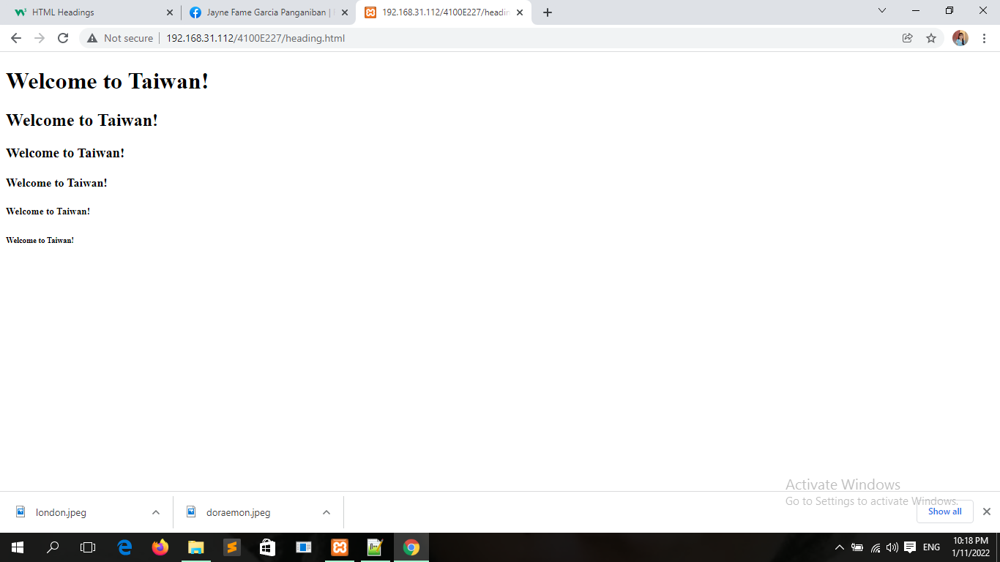 HTML Headings
Jayne Fame Garcia Panganiban |
192.168.31.112/4100E227/headin
Not secure
192.168.31.112/4100E227/heading.html
Welcome to Taiwan!
Welcome to Taiwan!
Welcome to Taiwan!
Welcome to Taiwan!
Welcome to Taiwan!
Welcome to Taiwan!
Activate Windows
Go to Settings to activate Windows.
london.jpeg
doraemon.jpeg
Show all
ENG
10:18 PM
1/11/2022